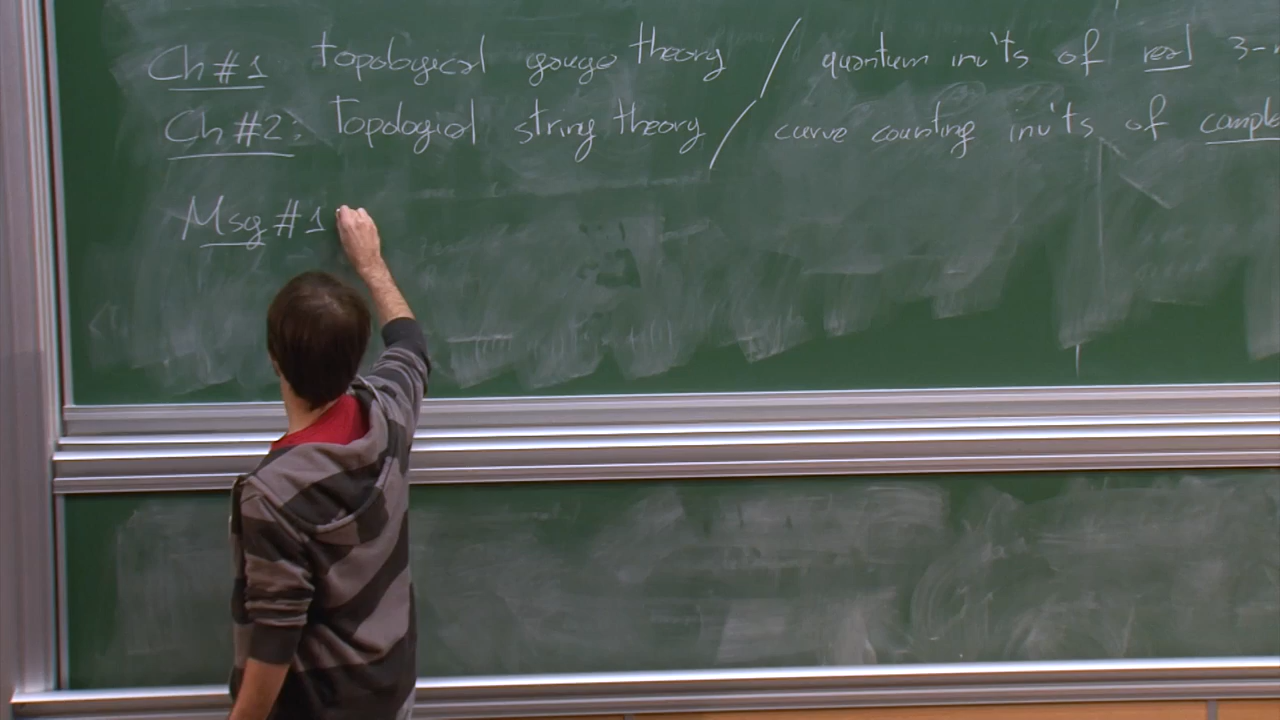 Ch #1 topological gauge theory / quantum inv'ts of real 3-
Ch #2: Topological string theory / curve counting inv'ts of comple
Msg #1